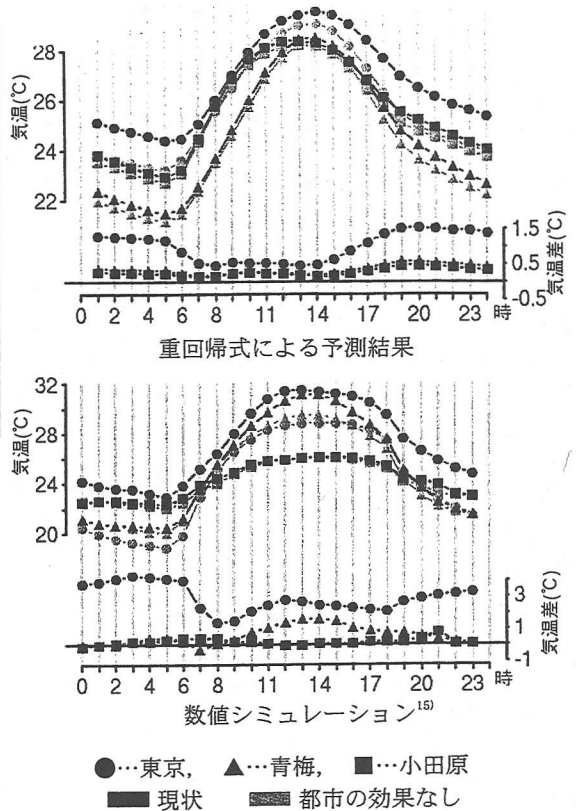 28
26
24
22
気温(℃)
1.5
0.5
-0.5
気温差(℃)
0 2 4 6 8 11 14 17 20 23 時
重回帰式による予測結果
32
28
24
20
気温(℃)
3
1
-1
気温差(℃)
0 2 4 6 8 11 14 17 20 23 時
数値シミュレーション15)
●…東京, ▲…青梅, ■…小田原
現状 都市の効果なし